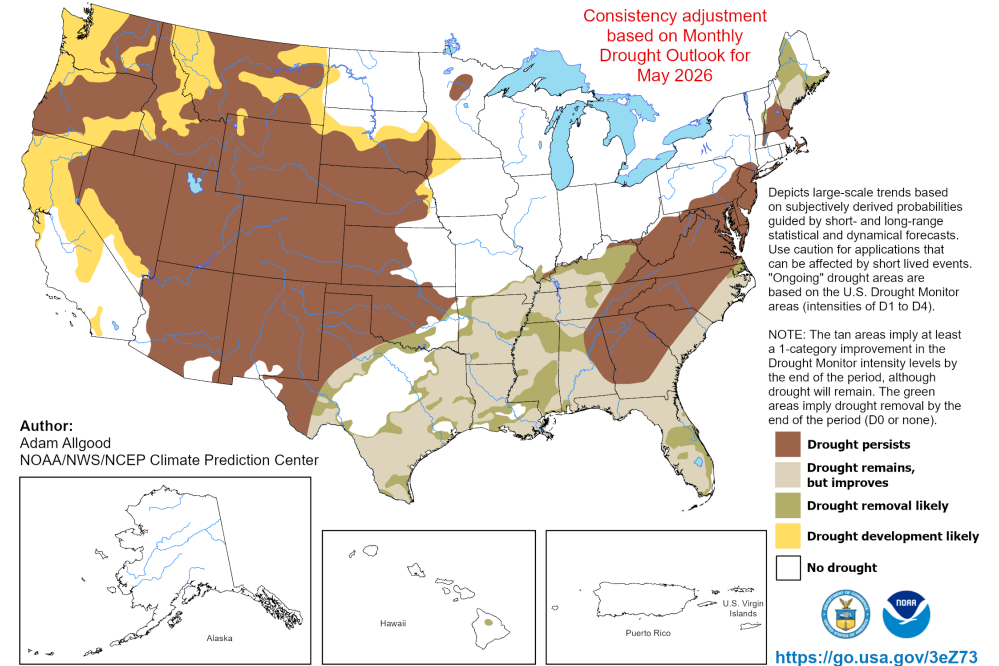 Consistency adjustment
based on Monthly
Drought Outlook for
May 2026
Depicts large-scale trends based
on subjectively derived probabilities
guided by short- and long-range
statistical and dynamical forecasts.
Use caution for applications that
can be affected by short lived events.
"Ongoing" drought areas are
based on the U.S. Drought Monitor
areas (intensities of D1 to D4).
NOTE: The tan areas imply at least
a 1-category improvement in the
Drought Monitor intensity levels by
the end of the period, although
drought will remain. The green
areas imply drought removal by the
end of the period (D0 or none).
Author:
Adam Allgood
NOAA/NWS/NCEP Climate Prediction Center
Drought persists
Drought remains,
but improves
Drought removal likely
Drought development likely
No drought
Alaska
Hawaii
Puerto Rico
U.S. Virgin
Islands
NOAA
https://go.usa.gov/3eZ73